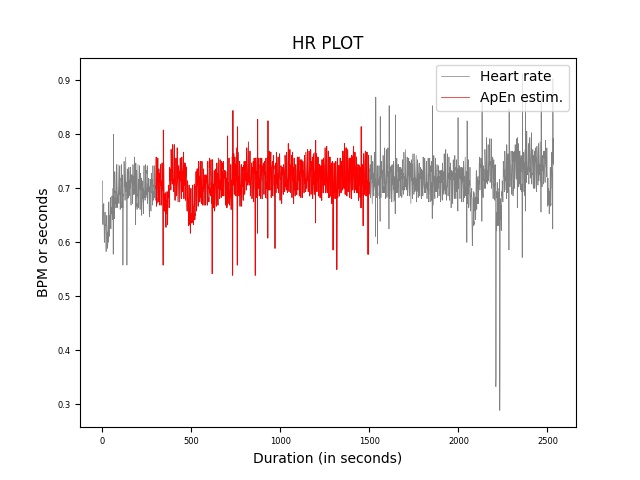 HR PLOT
Heart rate
ApEn estim.
BPM or seconds
0.9
0.8
0.7
0.6
0.5
0.4
0.3
0 500 1000 1500 2000 2500
Duration (in seconds)